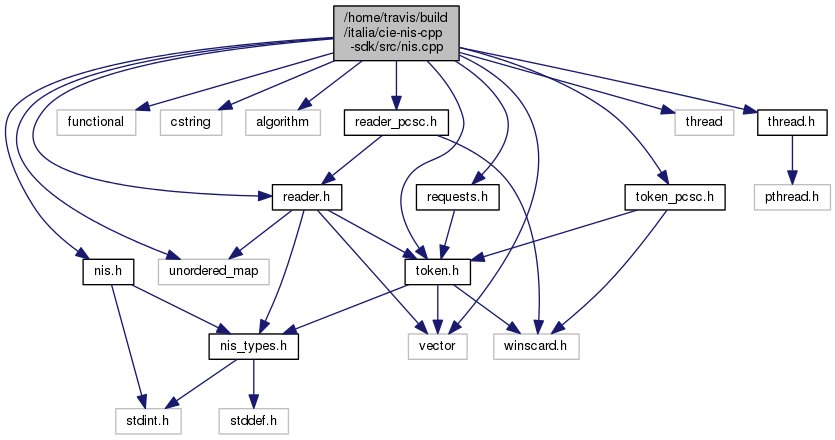 /home/travis/build
/italia/cie-nis-cpp
-sdk/src/nis.cpp
functional
cstring
algorithm
reader_pcsc.h
thread
thread.h
reader.h
requests.h
token_pcsc.h
pthread.h
nis.h
unordered_map
token.h
nis_types.h
vector
winscard.h
stdint.h
stddef.h